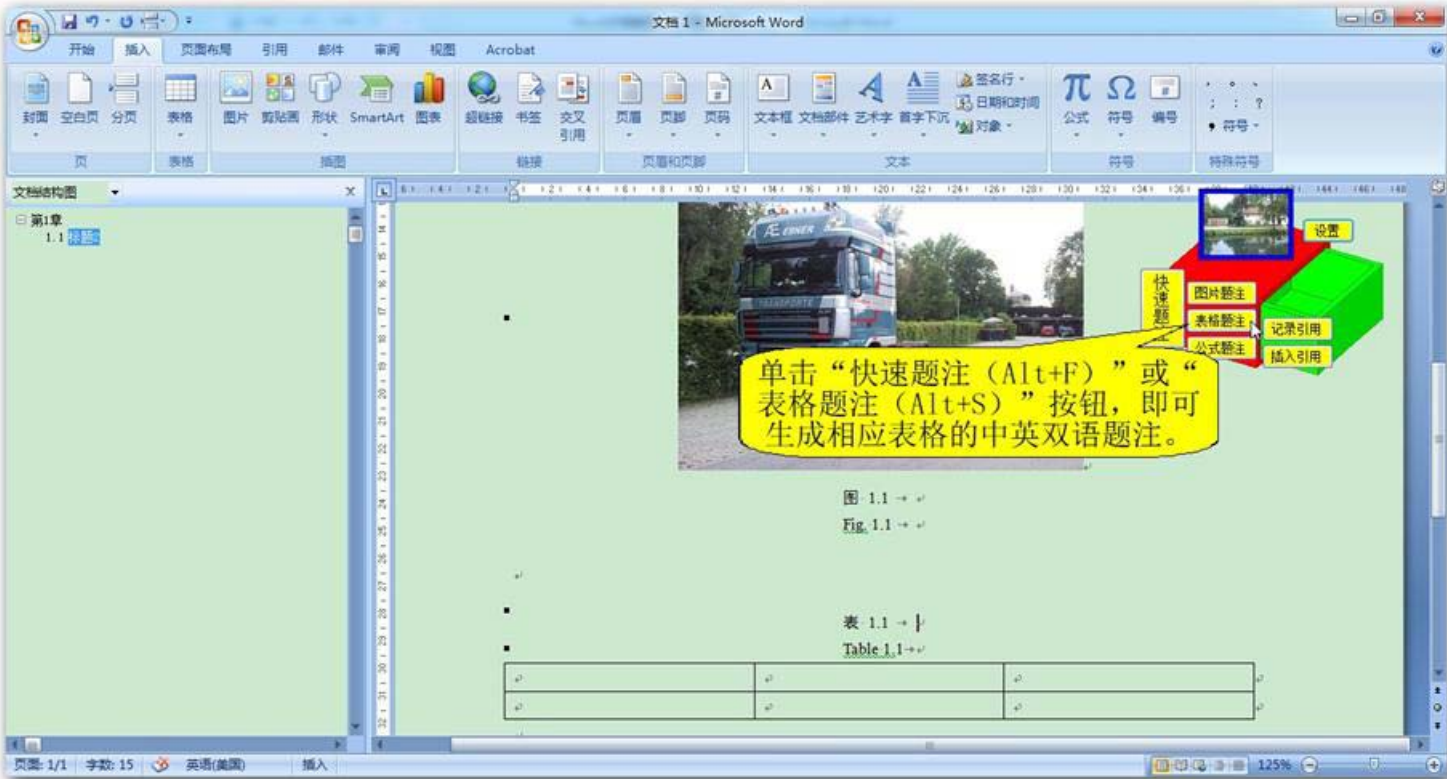 文档 1 - Microsoft Word
开始 插入 页面布局 引用 邮件 审阅 视图 Acrobat
封面 空白页 分页 表格 图片 剪贴画 形状 SmartArt 图表 超链接 书签 交叉引用 页眉 页脚 页码 文本框 文档部件 艺术字 首字下沉 签名行 日期和时间 对象 公式 符号 编号 符号
页 表格 插图 链接 页眉和页脚 文本 符号 特殊符号
文档结构图
第1章
1.1 标题
Æ EBNER
TRANSPORTE
设置
快速题
图片题注
表格题注
公式题注
记录引用
插入引用
单击“快速题注（Alt+F）”或“
表格题注（Alt+S）”按钮，即可
生成相应表格的中英双语题注。
图 1.1
Fig. 1.1
表 1.1
Table 1.1
页面: 1/1 字数: 15 英语(美国) 插入 125%